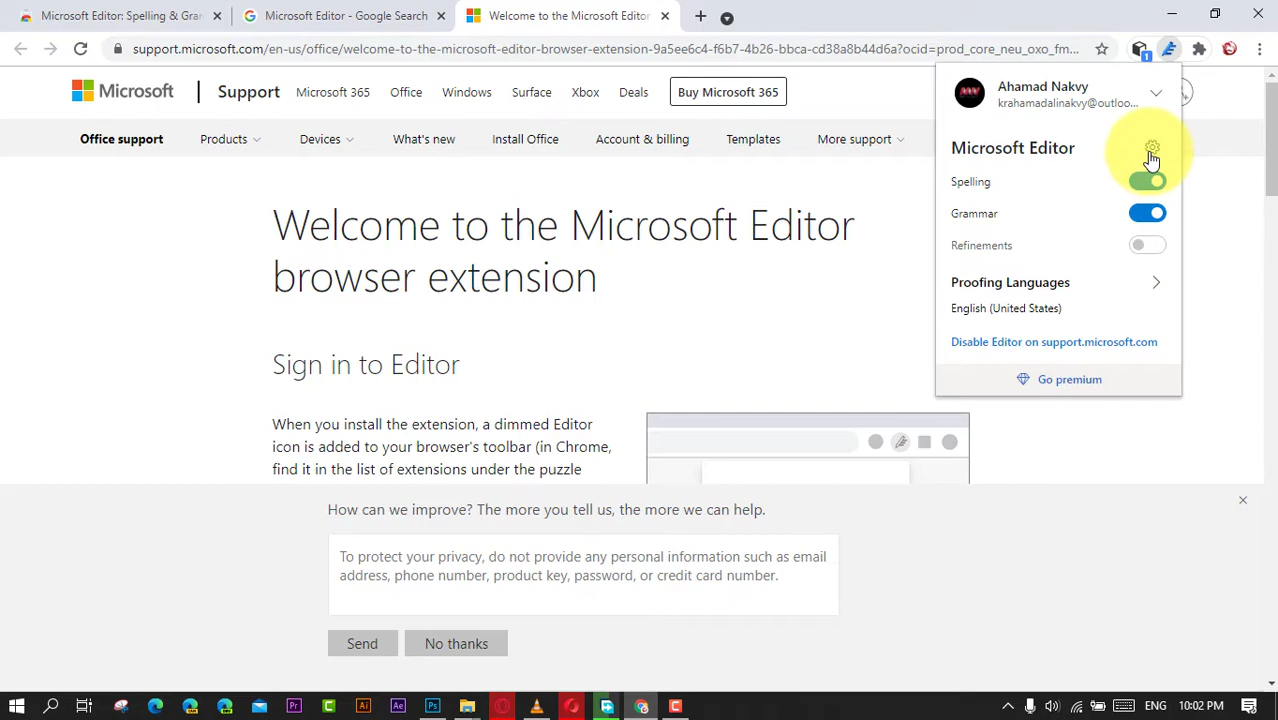 Microsoft Editor: Spelling & Gra
Microsoft Editor - Google Search
Welcome to the Microsoft Editor
support.microsoft.com/en-us/office/welcome-to-the-microsoft-editor-browser-extension-9a5ee6c4-f6b7-4b26-bbca-cd38a8b44d6a?ocid=prod_core_neu_oxo_fm...
1
Microsoft
Support
Microsoft 365
Office
Windows
Surface
Xbox
Deals
Buy Microsoft 365
Office support
Products
Devices
What's new
Install Office
Account & billing
Templates
More support
Ahamad Nakvy
krahamadalinakvy@outloo...
Microsoft Editor
Spelling
Grammar
Refinements
Proofing Languages
English (United States)
Disable Editor on support.microsoft.com
Go premium
Welcome to the Microsoft Editor
browser extension
Sign in to Editor
When you install the extension, a dimmed Editor
icon is added to your browser's toolbar (in Chrome,
find it in the list of extensions under the puzzle
How can we improve? The more you tell us, the more we can help.
To protect your privacy, do not provide any personal information such as email
address, phone number, product key, password, or credit card number.
Send
No thanks
Pr
Ai
Ae
Ps
ENG
10:02 PM